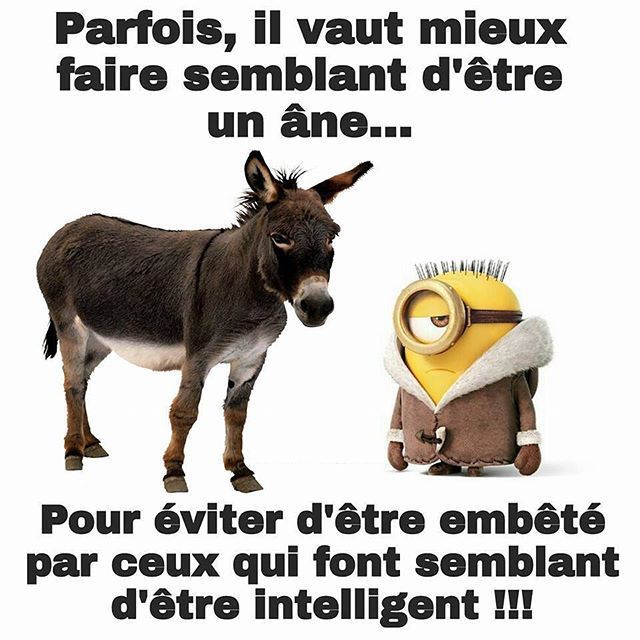 Parfois, il vaut mieux
faire semblant d'être
un âne...
Pour éviter d'être embêté
par ceux qui font semblant
d'être intelligent !!!